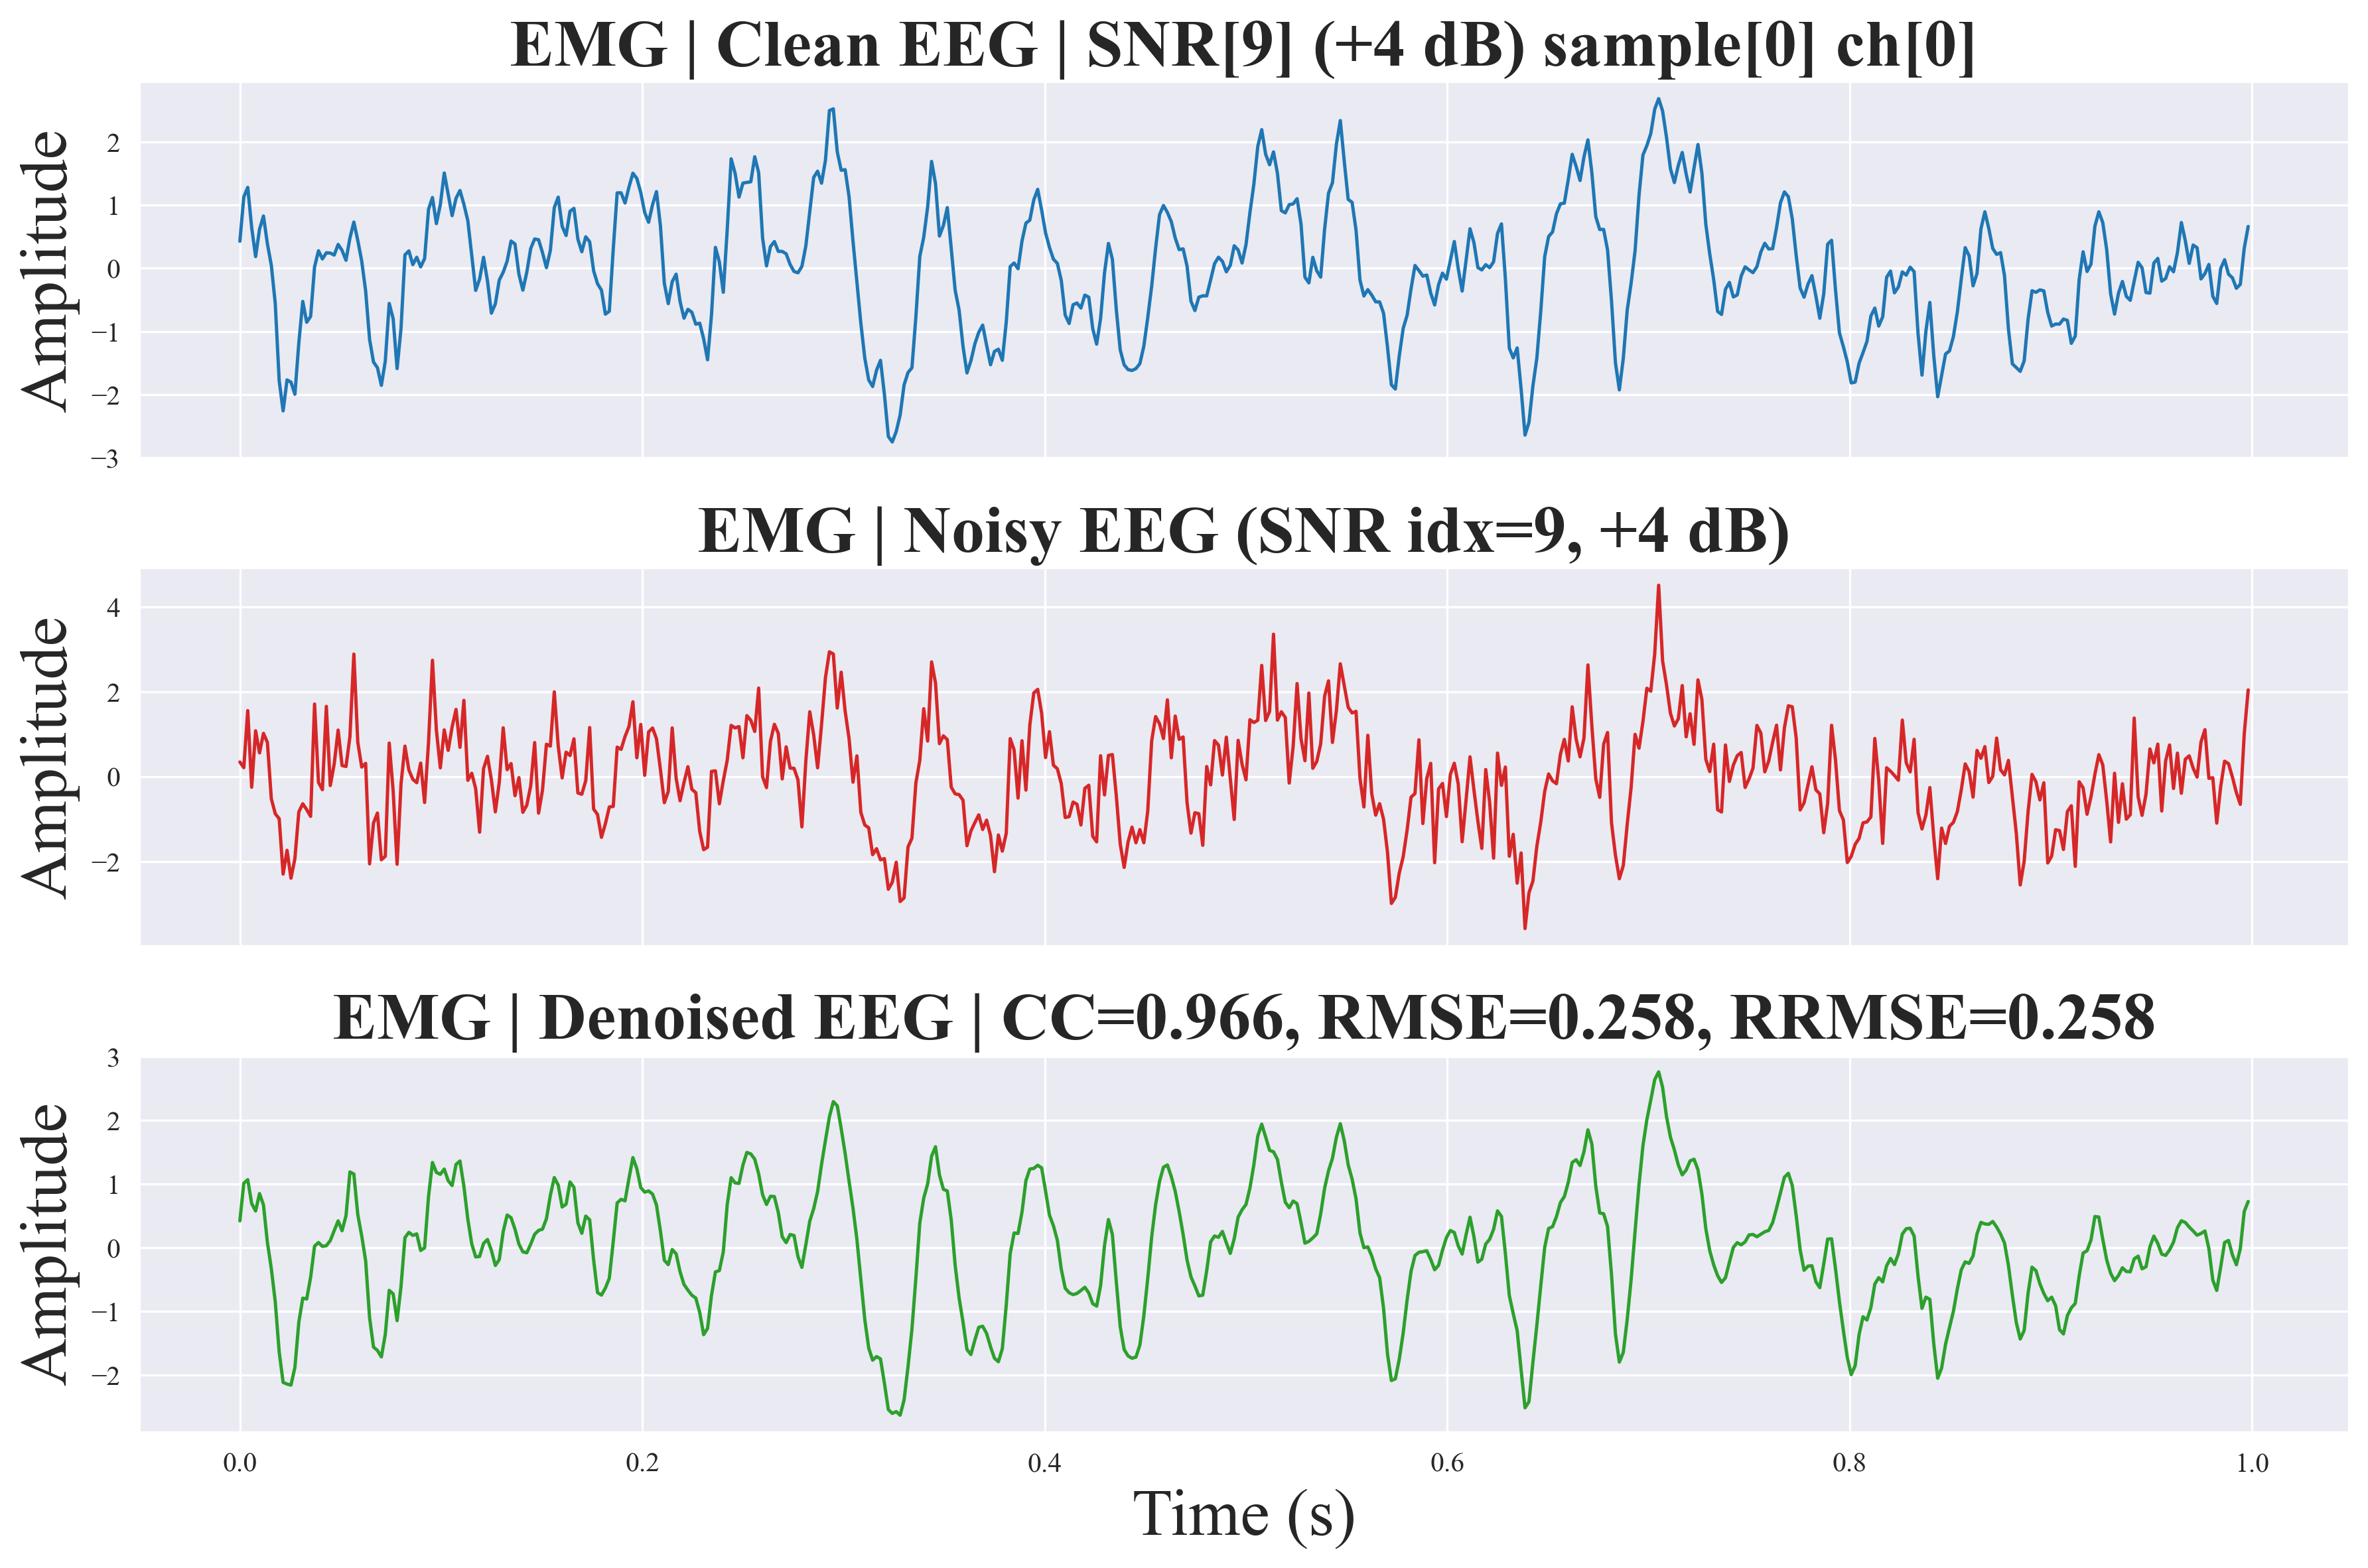 EMG | Clean EEG | SNR[9] (+4 dB) sample[0] ch[0]
Amplitude
2
1
0
−1
−2
−3
EMG | Noisy EEG (SNR idx=9, +4 dB)
Amplitude
4
2
0
−2
EMG | Denoised EEG | CC=0.966, RMSE=0.258, RRMSE=0.258
Amplitude
3
2
1
0
−1
−2
0.0 0.2 0.4 0.6 0.8 1.0
Time (s)